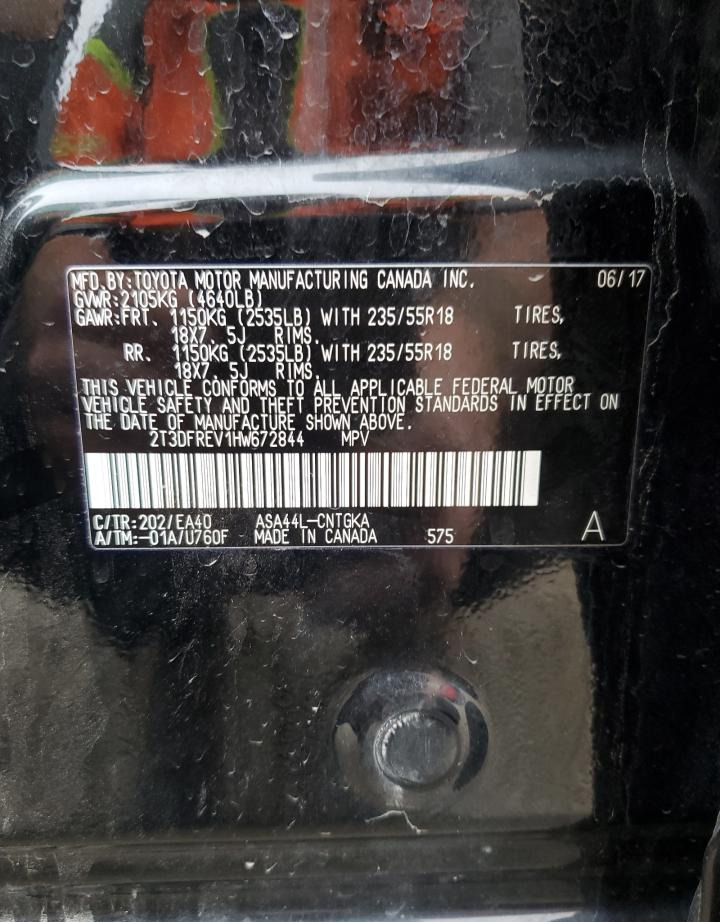 MFD.BY:TOYOTA MOTOR MANUFACTURING CANADA INC. 06/17
GVWR:2105KG (4640LB)
GAWR:FRT. 1150KG (2535LB) WITH 235/55R18 TIRES,
18X7. 5J RIMS.
RR. 1150KG (2535LB) WITH 235/55R18 TIRES,
18X7. 5J RIMS.
THIS VEHICLE CONFORMS TO ALL APPLICABLE FEDERAL MOTOR
VEHICLE SAFETY AND THEFT PREVENTION STANDARDS IN EFFECT ON
THE DATE OF MANUFACTURE SHOWN ABOVE.
2T3DFREV1HW672844 MPV
C/TR:202/EA40 ASA44L-CNTGKA
A/TM:-01A/U760F MADE IN CANADA 575 A